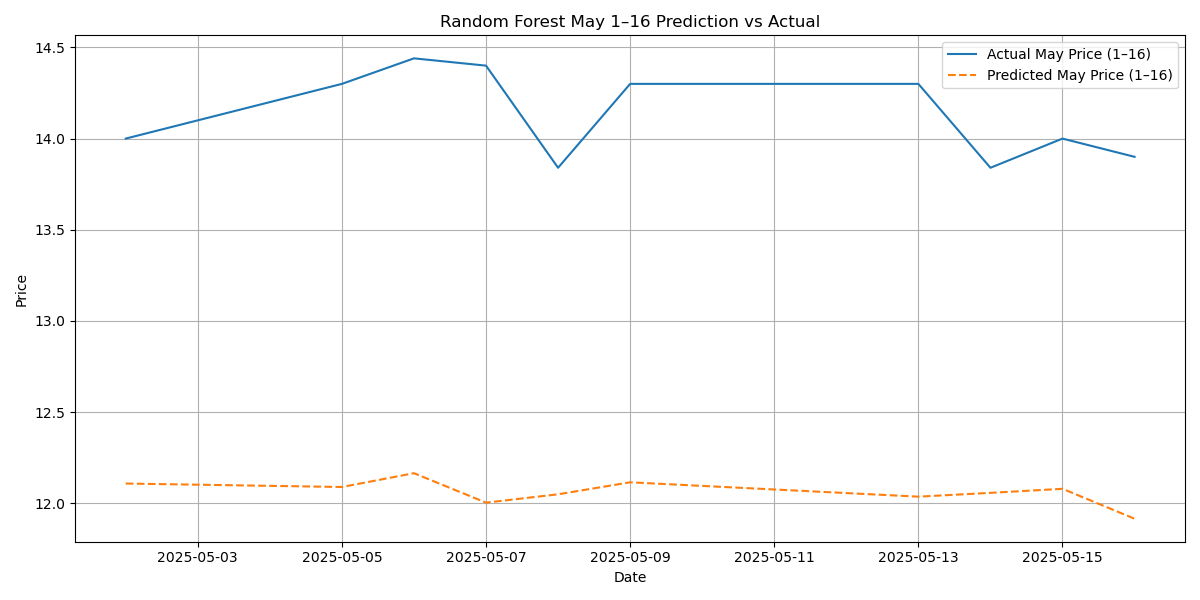 Random Forest May 1–16 Prediction vs Actual
Actual May Price (1–16)
Predicted May Price (1–16)
Price
14.5
14.0
13.5
13.0
12.5
12.0
2025-05-03 2025-05-05 2025-05-07 2025-05-09 2025-05-11 2025-05-13 2025-05-15
Date